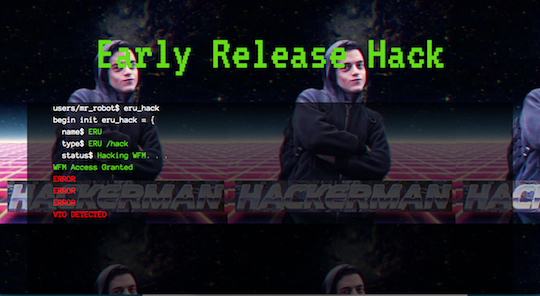 Early Release Hack
users/mr_robot$ eru_hack
begin init eru_hack = {
name$ ERU
type$ ERU /hack
status$ Hacking WFM. .
WFM Access Granted
ERROR
ERROR
ERROR
VTO DETECTED
HACKERMAN HACKERMAN HAC